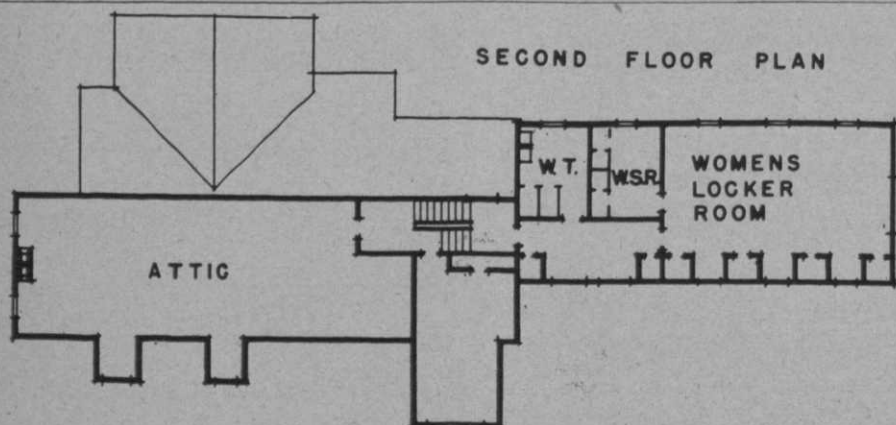 SECOND FLOOR PLAN
W.T.
W.S.R.
WOMENS
LOCKER
ROOM
ATTIC